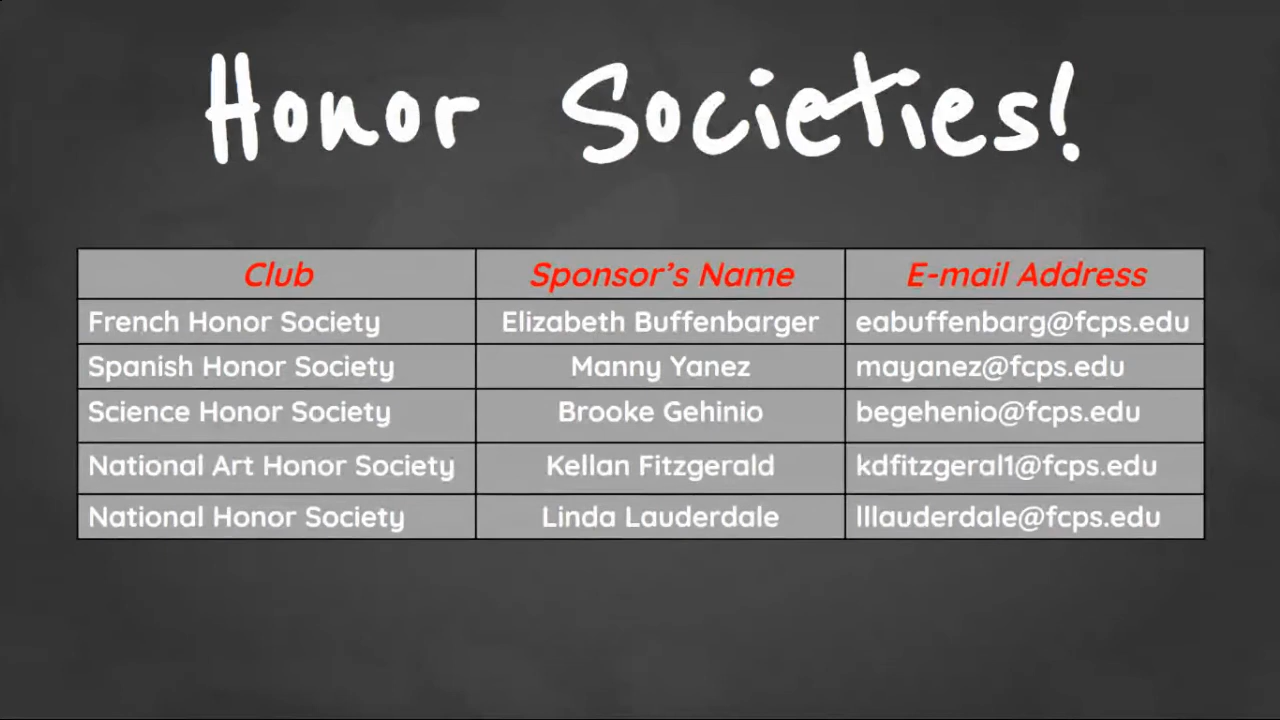 Honor Societies!
Club Sponsor's Name E-mail Address
French Honor Society Elizabeth Buffenbarger eabuffenbarg@fcps.edu
Spanish Honor Society Manny Yanez mayanez@fcps.edu
Science Honor Society Brooke Gehinio begehenio@fcps.edu
National Art Honor Society Kellan Fitzgerald kdfitzgeral1@fcps.edu
National Honor Society Linda Lauderdale lllauderdale@fcps.edu